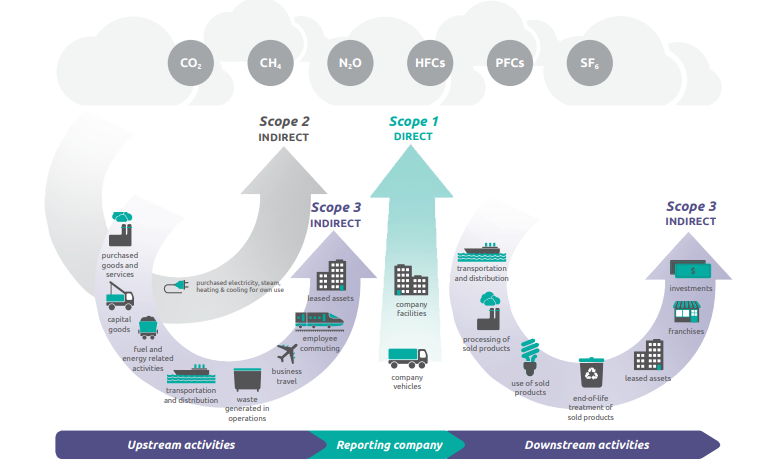 CO₂
CH₄
N₂O
HFCs
PFCs
SF₆
Scope 2
INDIRECT
Scope 1
DIRECT
Scope 3
INDIRECT
Scope 3
INDIRECT
purchased
goods and
services
capital
goods
fuel and
energy related
activities
transportation
and distribution
waste
generated in
operations
business
travel
employee
commuting
leased assets
purchased electricity, steam,
heating & cooling for own use
company
facilities
company
vehicles
transportation
and distribution
processing of
sold products
use of sold
products
end-of-life
treatment of
sold products
leased assets
franchises
$
investments
Upstream activities
Reporting company
Downstream activities